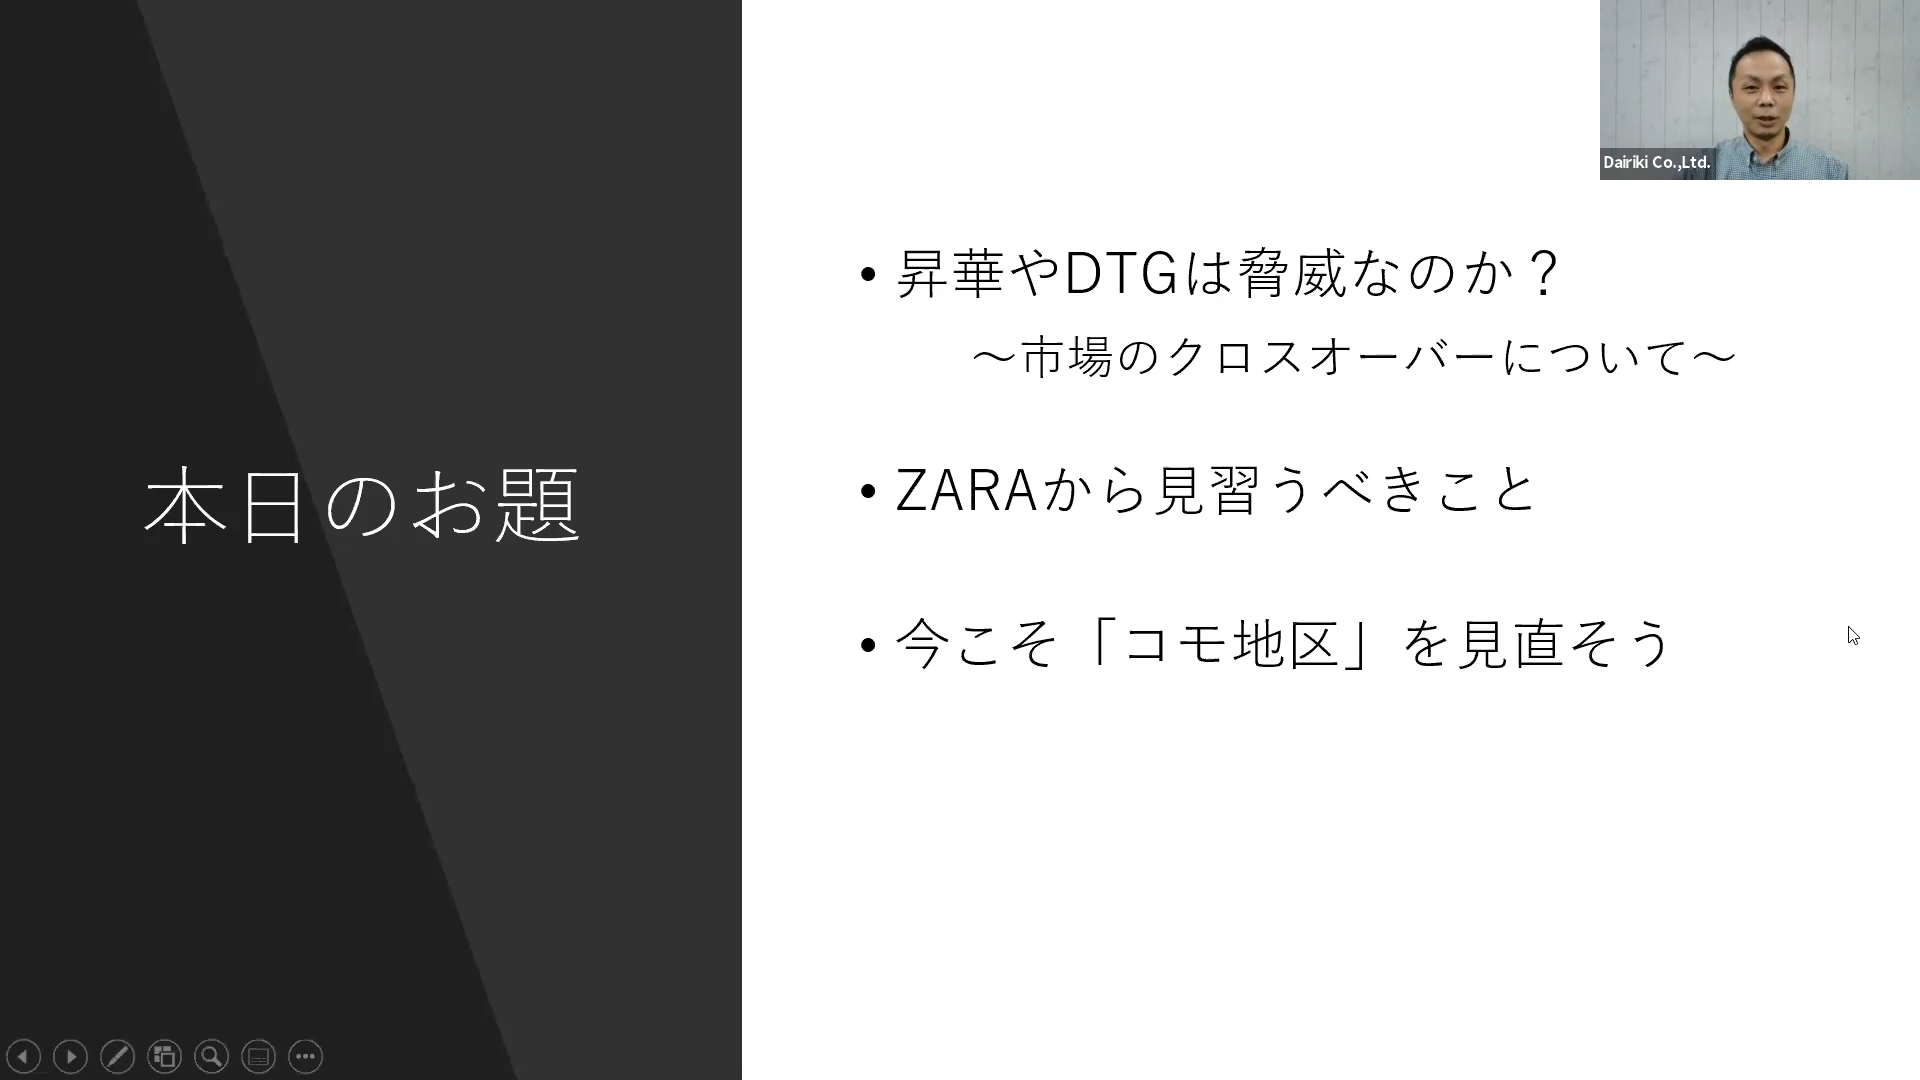 本日のお題
• 昇華やDTGは脅威なのか？
～市場のクロスオーバーについて～
• ZARAから見習うべきこと
• 今こそ「コモ地区」を見直そう
Dairiki Co.,Ltd.